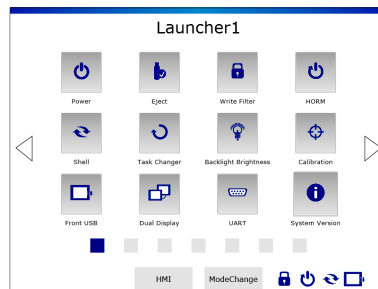 Launcher1
Power Eject Write Filter HORM
Shell Task Changer Backlight Brightness Calibration
Front USB Dual Display UART System Version
HMI ModeChange